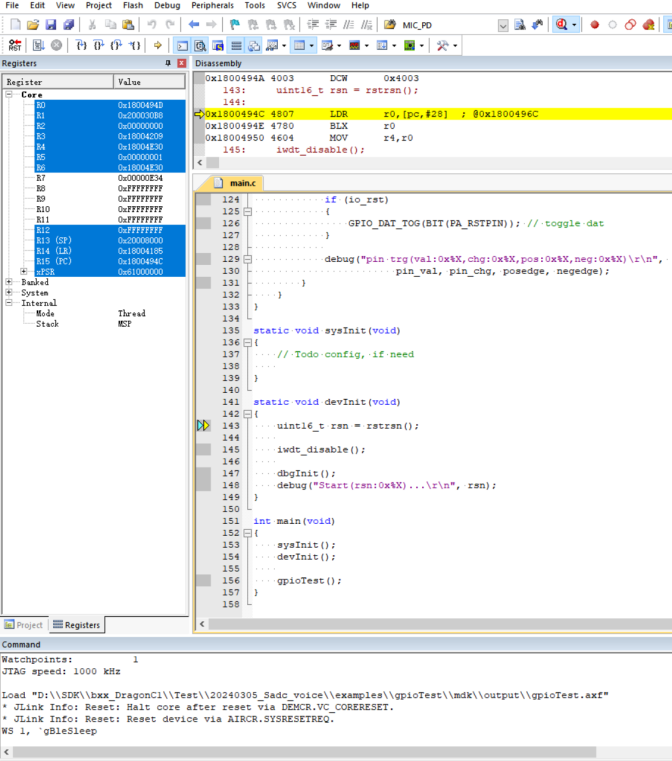 File Edit View Project Flash Debug Peripherals Tools SVCS Window Help
MIC_PD
RST
Registers
Register Value
Core
R0 0x1800494D
R1 0x200030B8
R2 0x00000000
R3 0x18004209
R4 0x18004E30
R5 0x00000001
R6 0x18004E30
R7 0x00000E34
R8 0xFFFFFFFF
R9 0xFFFFFFFF
R10 0xFFFFFFFF
R11 0xFFFFFFFF
R12 0xFFFFFFFF
R13 (SP) 0x20008000
R14 (LR) 0x18004185
R15 (PC) 0x1800494C
xPSR 0x61000000
Banked
System
Internal
Mode Thread
Stack MSP
Project Registers
Disassembly
0x1800494A 4003 DCW 0x4003
143: uint16_t rsn = rstrsn();
144:
0x1800494C 4807 LDR r0,[pc,#28] ; @0x1800496C
0x1800494E 4780 BLX r0
0x18004950 4604 MOV r4,r0
145: iwdt_disable();
main.c
124 if (io_rst)
125 {
126 GPIO_DAT_TOG(BIT(PA_RSTPIN)); // toggle dat
127 }
128
129 debug("pin trg(val:0x%X,chg:0x%X,pos:0x%X,neg:0x%X)\r\n",
130 pin_val, pin_chg, posedge, negedge);
131 }
132 }
133 }
134
135 static void sysInit(void)
136 {
137 // Todo config, if need
138
139 }
140
141 static void devInit(void)
142 {
143 uint16_t rsn = rstrsn();
144
145 iwdt_disable();
146
147 dbgInit();
148 debug("Start(rsn:0x%X)...\r\n", rsn);
149 }
150
151 int main(void)
152 {
153 sysInit();
154 devInit();
155
156 gpioTest();
157 }
158
Command
Watchpoints: 1
JTAG speed: 1000 kHz
Load "D:\\SDK\\bxx_DragonC1\\Test\\20240305_Sadc_voice\\examples\\gpioTest\\mdk\\output\\gpioTest.axf"
* JLink Info: Reset: Halt core after reset via DEMCR.VC_CORERESET.
* JLink Info: Reset: Reset device via AIRCR.SYSRESETREQ.
WS 1, `gBleSleep